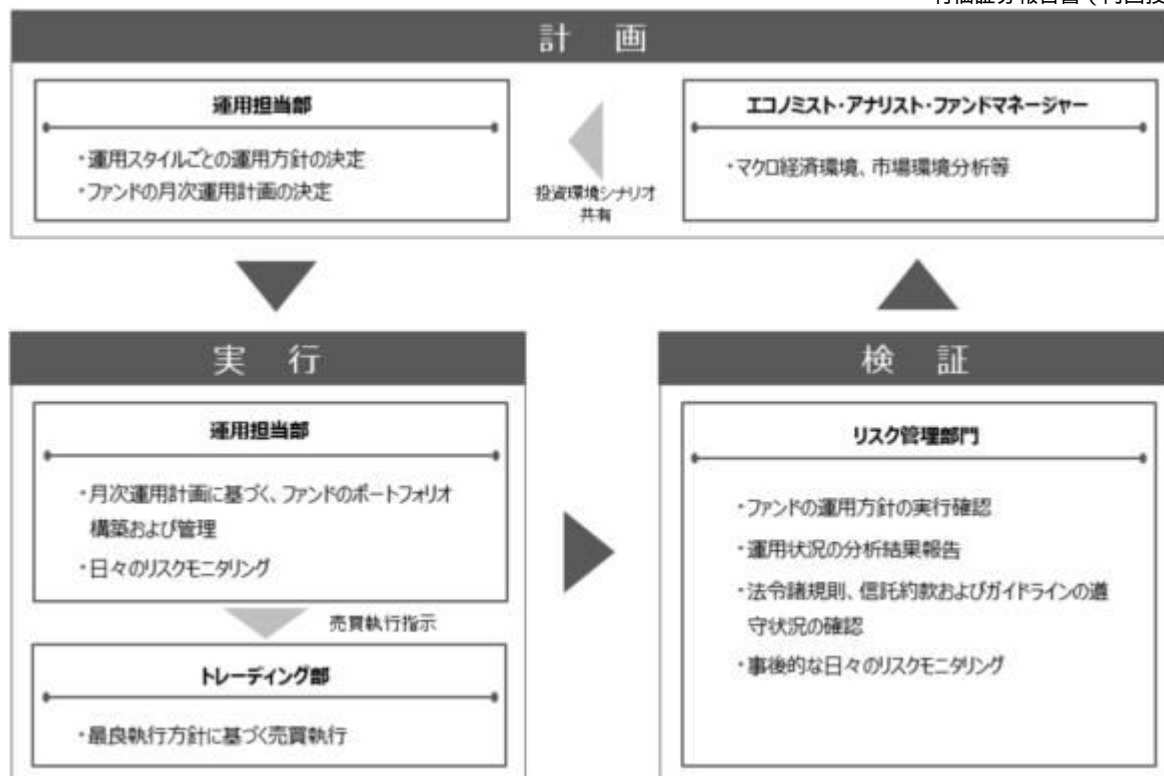 計 画
運用担当部
・運用スタイルごとの運用方針の決定
・ファンドの月次運用計画の決定
投資環境シナリオ
共有
エコノミスト・アナリスト・ファンドマネージャー
・マクロ経済環境、市場環境分析等
実 行
運用担当部
・月次運用計画に基づく、ファンドのポートフォリオ
構築および管理
・日々のリスクモニタリング
売買執行指示
トレーディング部
・最良執行方針に基づく売買執行
検 証
リスク管理部門
・ファンドの運用方針の実行確認
・運用状況の分析結果報告
・法令諸規則、信託約款およびガイドラインの遵
守状況の確認
・事後的な日々のリスクモニタリング